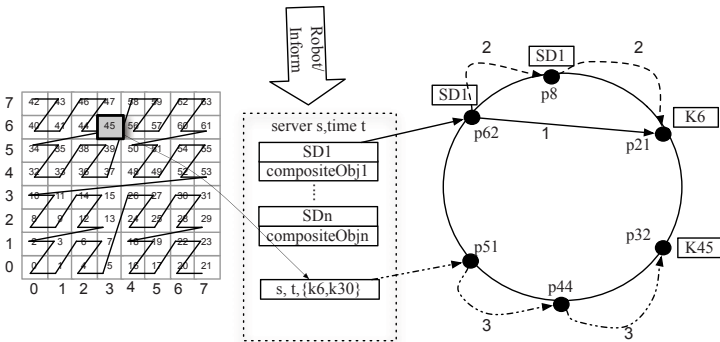 Robot/
Inform
7 42 43 46 47 58 59 62 63
6 40 41 44 45 56 57 60 61
5 34 35 38 39 50 51 54 55
4 32 33 36 37 48 49 52 53
3 10 11 14 15 26 27 30 31
2 8 9 12 13 24 25 28 29
1 2 3 6 7 18 19 22 23
0 0 1 4 5 16 17 20 21
0 1 2 3 4 5 6 7
server s,time t
SD1
compositeObj1
SDn
compositeObjn
s, t,{k6,k30}
2
SD1
2
p8
SD1
p62
1
K6
p21
p32
K45
p51
p44
3
3